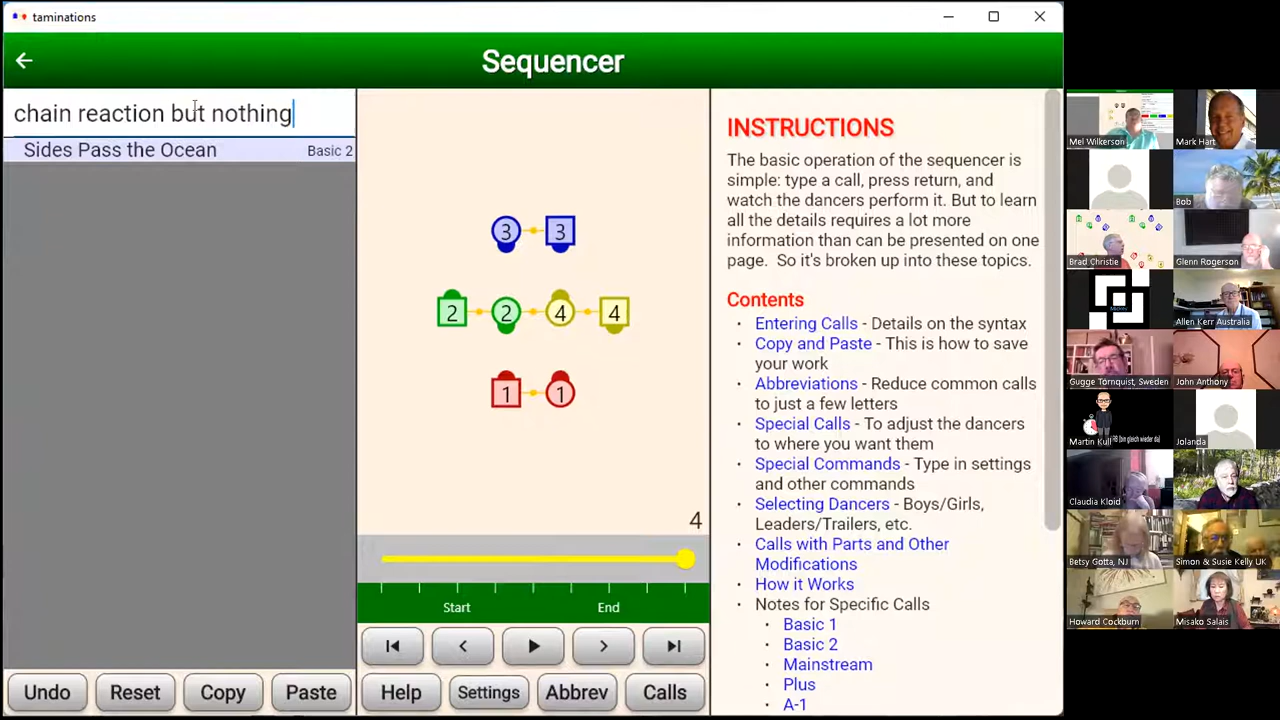 taminations
Sequencer
chain reaction but nothing
Sides Pass the Ocean Basic 2
3 3
2 2 4 4
1 1
4
Start End
Undo Reset Copy Paste
Help Settings Abbrev Calls
INSTRUCTIONS
The basic operation of the sequencer is
simple: type a call, press return, and
watch the dancers perform it. But to learn
all the details requires a lot more
information than can be presented on one
page. So it's broken up into these topics.
Contents
Entering Calls - Details on the syntax
Copy and Paste - This is how to save
your work
Abbreviations - Reduce common calls
to just a few letters
Special Calls - To adjust the dancers
to where you want them
Special Commands - Type in settings
and other commands
Selecting Dancers - Boys/Girls,
Leaders/Trailers, etc.
Calls with Parts and Other
Modifications
How it Works
Notes for Specific Calls
Basic 1
Basic 2
Mainstream
Plus
A-1
Mel Wilkerson
Mark Hart
Bob
Brad Christie
Glenn Rogerson
Allen Kerr Australia
Gugge Törnquist, Sweden
John Anthony
Martin Kull
RB (bin gleich wieder da)
Jolanda
Claudia Kloid
Betsy Gotta, NJ
Simon & Susie Kelly UK
Howard Cockburn
Misako Salais